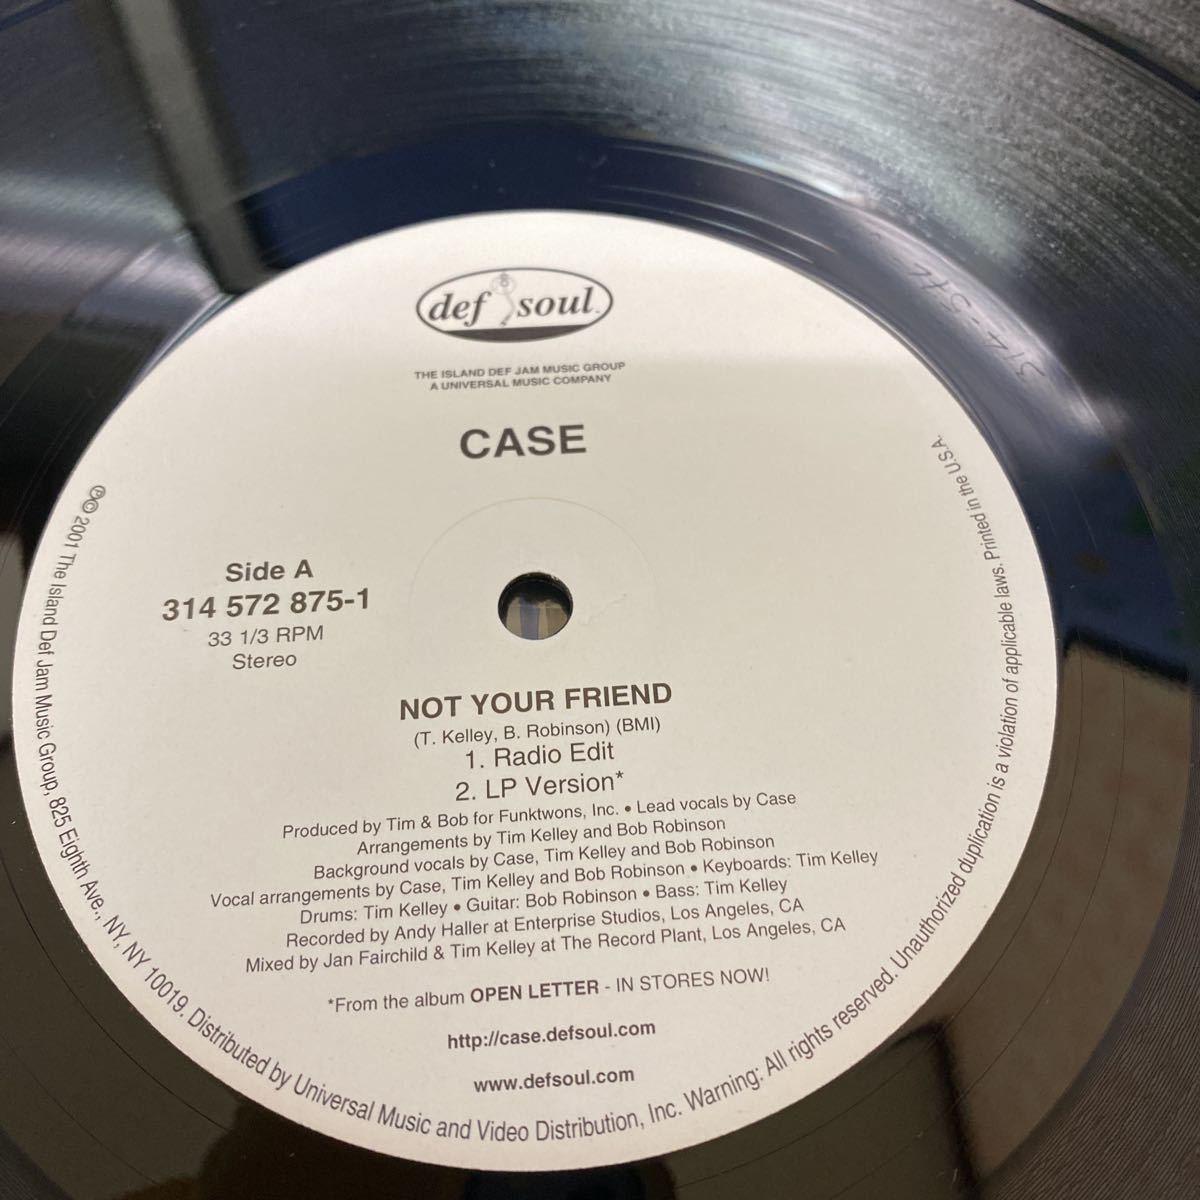 def soul
THE ISLAND DEF JAM MUSIC GROUP
A UNIVERSAL MUSIC COMPANY
CASE
Side A
314 572 875-1
33 1/3 RPM
Stereo
NOT YOUR FRIEND
(T. Kelley, B. Robinson) (BMI)
1. Radio Edit
2. LP Version*
Produced by Tim & Bob for Funktwons, Inc. • Lead vocals by Case
Arrangements by Tim Kelley and Bob Robinson
Background vocals by Case, Tim Kelley and Bob Robinson
Vocal arrangements by Case, Tim Kelley and Bob Robinson • Keyboards: Tim Kelley
Drums: Tim Kelley • Guitar: Bob Robinson • Bass: Tim Kelley
Recorded by Andy Haller at Enterprise Studios, Los Angeles, CA
Mixed by Jan Fairchild & Tim Kelley at The Record Plant, Los Angeles, CA
*From the album OPEN LETTER - IN STORES NOW!
http://case.defsoul.com
www.defsoul.com
℗© 2001 The Island Def Jam Music Group, 825 Eighth Ave., NY, NY 10019, Distributed by Universal Music and Video Distribution, Inc. Warning: All rights reserved. Unauthorized duplication is a violation of applicable laws. Printed in the U.S.A.